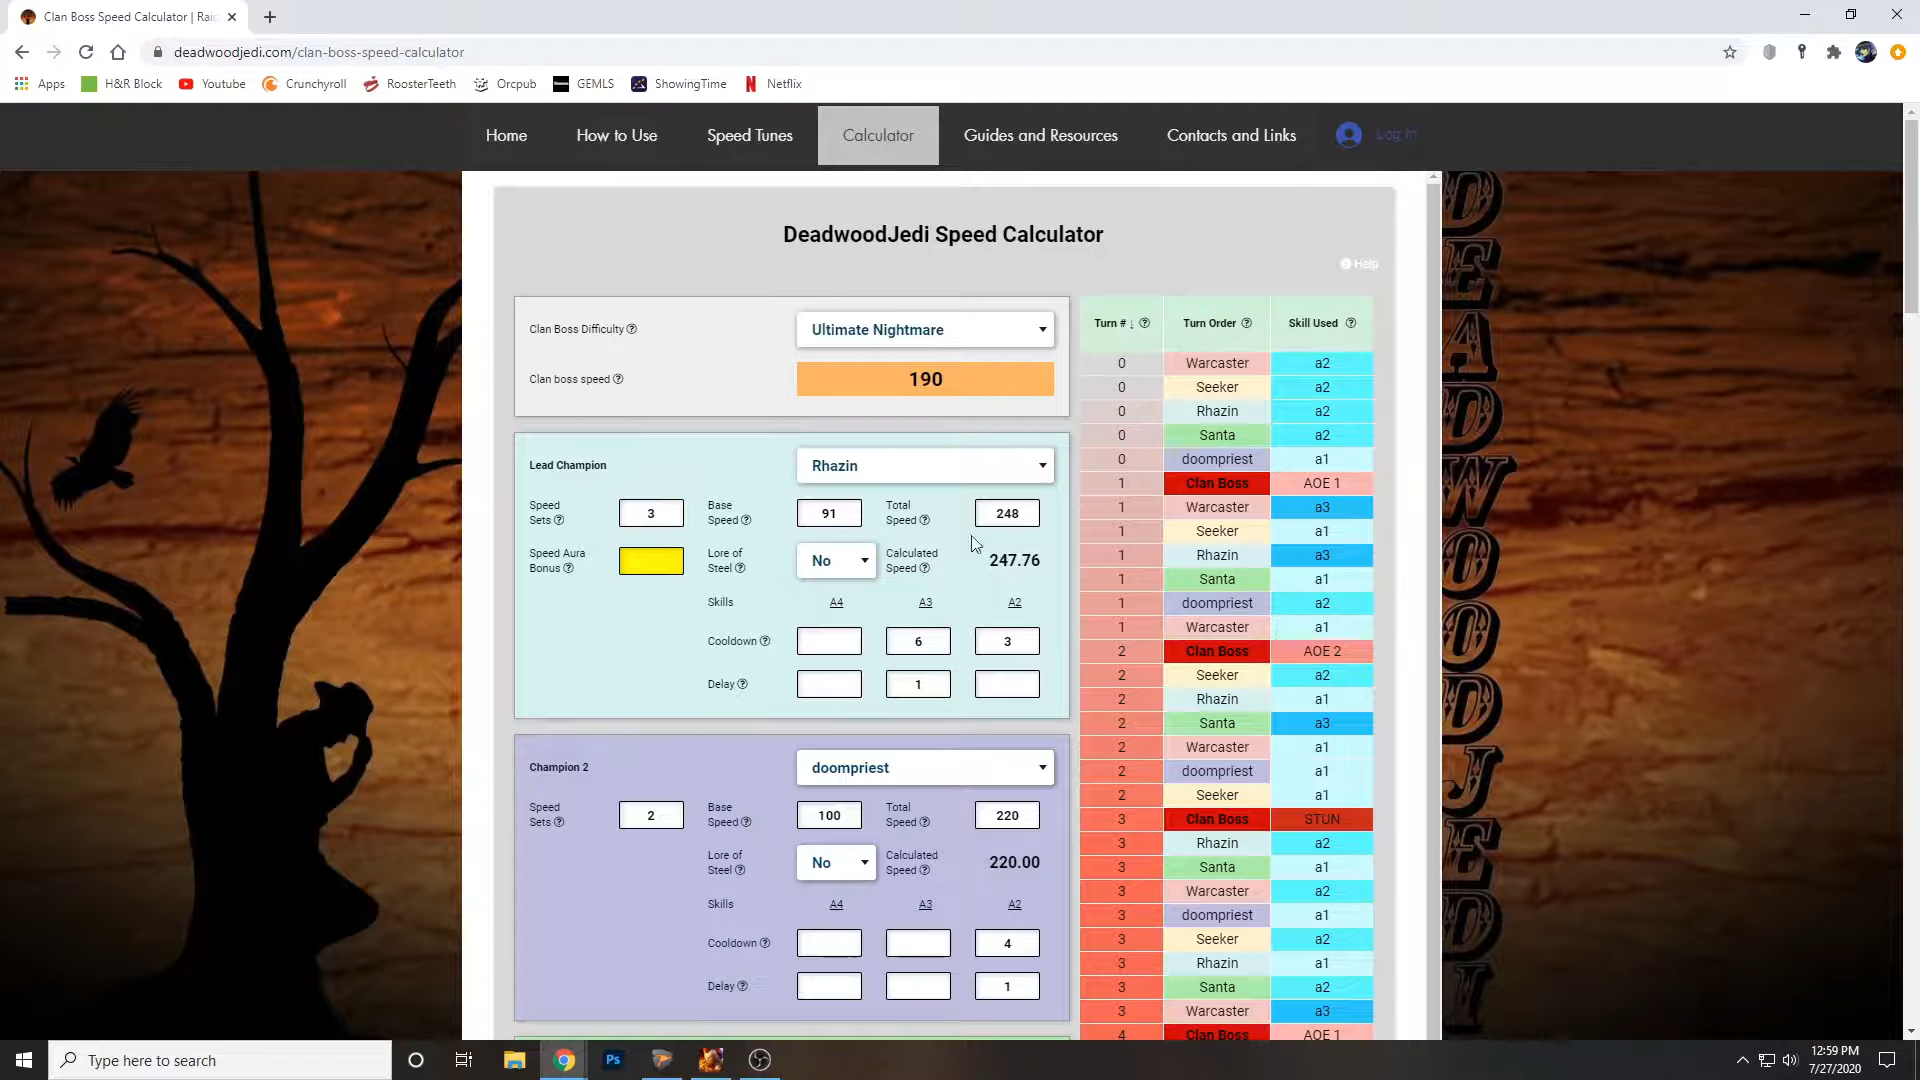 Clan Boss Speed Calculator | Raid
deadwoodjedi.com/clan-boss-speed-calculator
Apps H&R Block Youtube Crunchyroll RoosterTeeth Orcpub GEMLS ShowingTime Netflix
Home How to Use Speed Tunes Calculator Guides and Resources Contacts and Links Log In
DeadwoodJedi Speed Calculator
Help
Clan Boss Difficulty Ultimate Nightmare
Clan boss speed 190
Lead Champion Rhazin
Speed Sets 3 Base Speed 91 Total Speed 248
Speed Aura Bonus Lore of Steel No Calculated Speed 247.76
Skills A4 A3 A2
Cooldown 6 3
Delay 1
Champion 2 doompriest
Speed Sets 2 Base Speed 100 Total Speed 220
Lore of Steel No Calculated Speed 220.00
Skills A4 A3 A2
Cooldown 4
Delay 1
Turn # ↓ Turn Order Skill Used
0 Warcaster a2
0 Seeker a2
0 Rhazin a2
0 Santa a2
0 doompriest a1
1 Clan Boss AOE 1
1 Warcaster a3
1 Seeker a1
1 Rhazin a3
1 Santa a1
1 doompriest a2
1 Warcaster a1
2 Clan Boss AOE 2
2 Seeker a2
2 Rhazin a1
2 Santa a3
2 Warcaster a1
2 doompriest a1
2 Seeker a1
3 Clan Boss STUN
3 Rhazin a2
3 Santa a1
3 Warcaster a2
3 doompriest a1
3 Seeker a2
3 Rhazin a1
3 Santa a2
3 Warcaster a3
4 Clan Boss AOE 1
DEADWOODJEDI
Type here to search
Ps
12:59 PM
7/27/2020